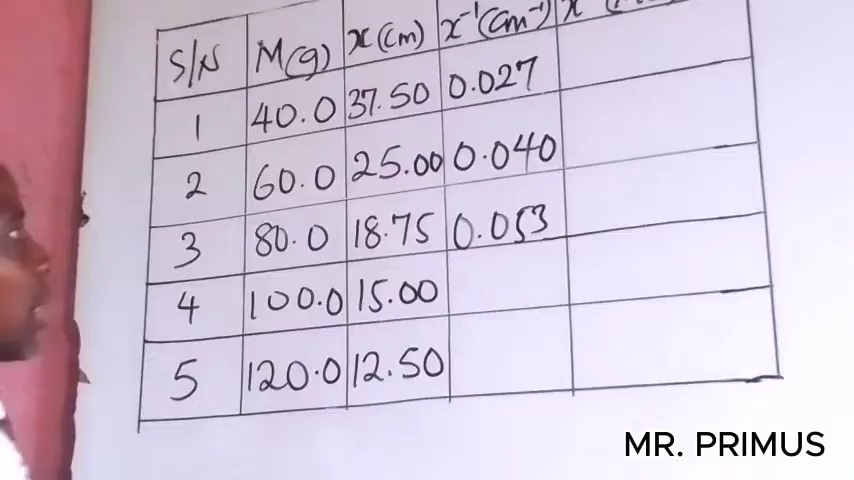 S/N M(g) x(cm) x⁻¹(cm⁻¹) x
1 40.0 37.50 0.027
2 60.0 25.00 0.040
3 80.0 18.75 0.053
4 100.0 15.00
5 120.0 12.50
MR. PRIMUS